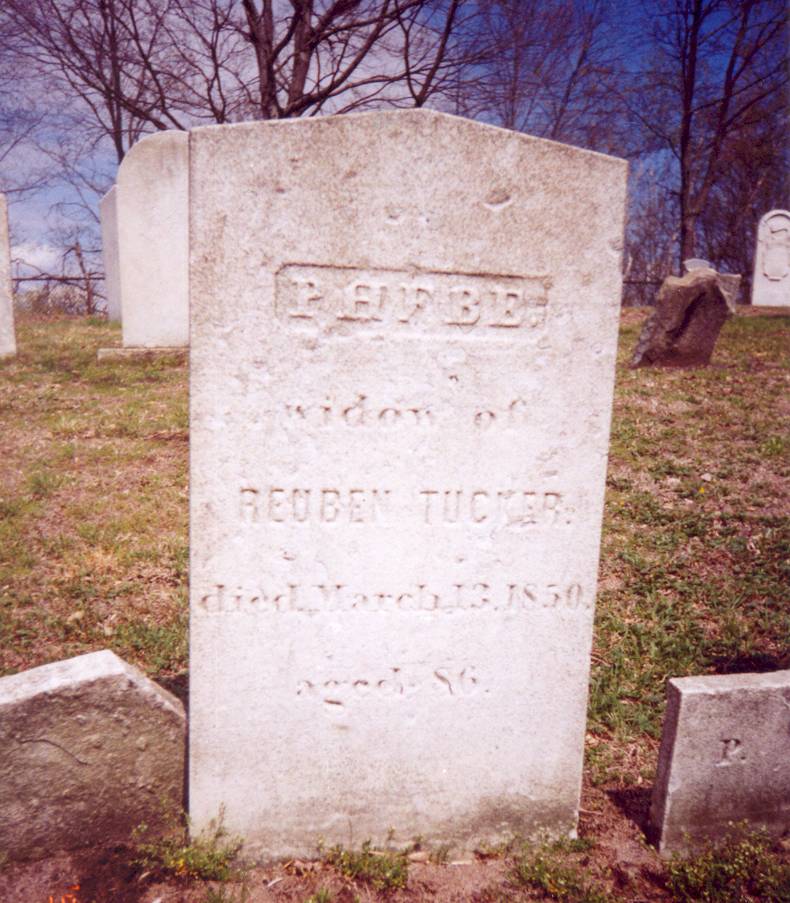 PHEBE.
widow of
REUBEN TUCKER.
died March 13, 1850.
aged 86.
P.